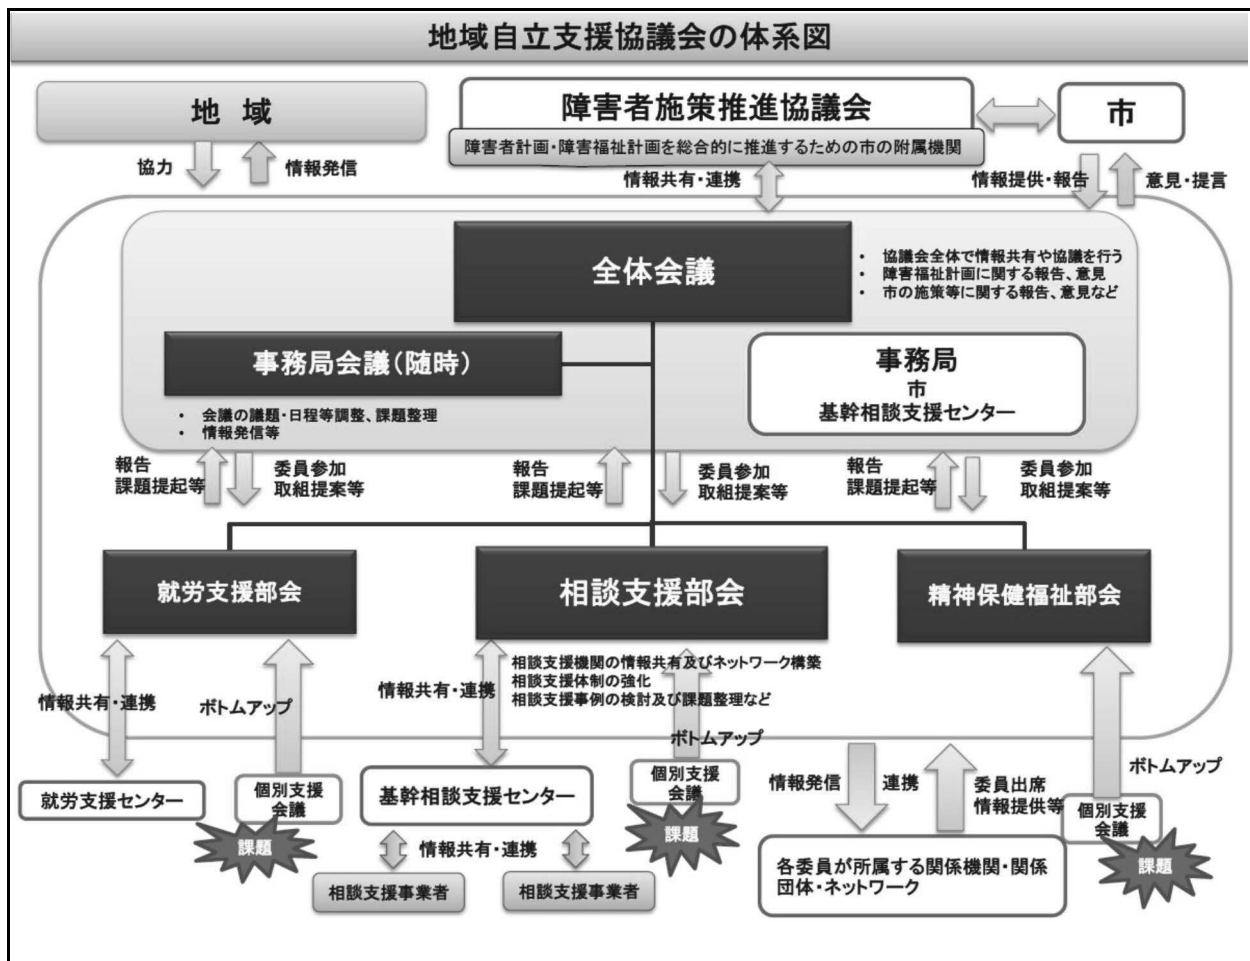 地域自立支援協議会の体系図
地 域
障害者施策推進協議会
市
障害者計画・障害福祉計画を総合的に推進するための市の附属機関
協力
情報発信
情報共有・連携
情報提供・報告
意見・提言
全体会議
• 協議会全体で情報共有や協議を行う
• 障害福祉計画に関する報告、意見
• 市の施策等に関する報告、意見など
事務局会議(随時)
• 会議の議題・日程等調整、課題整理
• 情報発信等
事務局
市
基幹相談支援センター
報告
課題提起等
委員参加
取組提案等
報告
課題提起等
委員参加
取組提案等
報告
課題提起等
委員参加
取組提案等
就労支援部会
相談支援部会
精神保健福祉部会
相談支援機関の情報共有及びネットワーク構築
相談支援体制の強化
相談支援事例の検討及び課題整理など
情報共有・連携
ボトムアップ
情報共有・連携
ボトムアップ
ボトムアップ
就労支援センター
個別支援
会議
課題
基幹相談支援センター
個別支援
会議
課題
情報共有・連携
相談支援事業者
相談支援事業者
情報発信
連携
委員出席
情報提供等
個別支援
会議
課題
各委員が所属する関係機関・関係
団体・ネットワーク